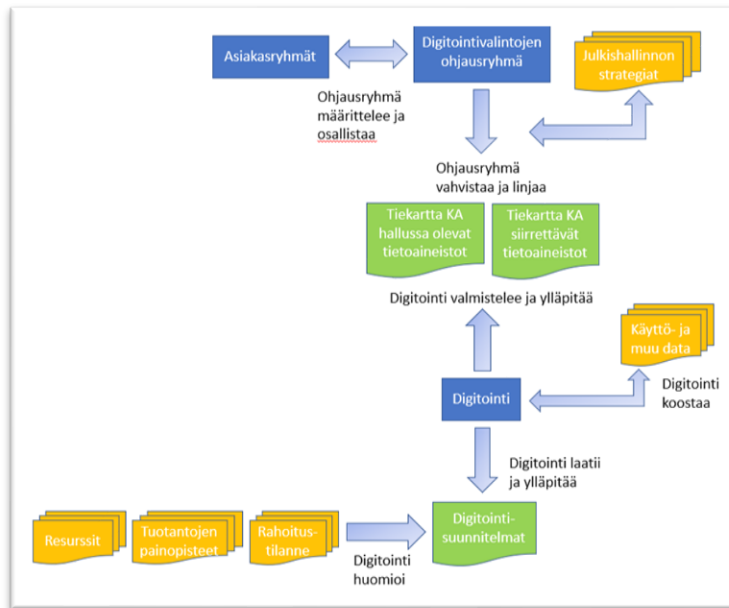 Asiakasryhmät
Digitointivalintojen
ohjausryhmä
Julkishallinnon
strategiat
Ohjausryhmä
määrittelee ja
osallistaa
Ohjausryhmä
vahvistaa ja linjaa
Tiekartta KA
hallussa olevat
tietoaineistot
Tiekartta KA
siirrettävät
tietoaineistot
Digitointi valmistelee ja ylläpitää
Käyttö- ja
muu data
Digitointi
Digitointi
koostaa
Digitointi laatii
ja ylläpitää
Resurssit
Tuotantojen
painopisteet
Rahoitus-
tilanne
Digitointi
huomioi
Digitointi-
suunnitelmat